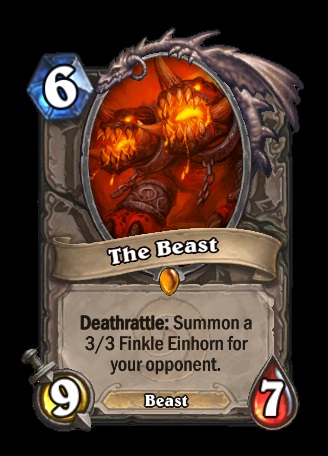 6
The Beast
Deathrattle: Summon a
3/3 Finkle Einhorn for
your opponent.
9
Beast
7